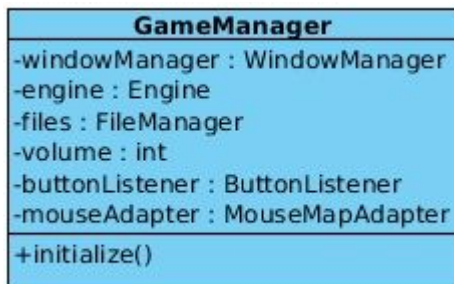 GameManager
-windowManager : WindowManager
-engine : Engine
-files : FileManager
-volume : int
-buttonListener : ButtonListener
-mouseAdapter : MouseMapAdapter
+initialize()